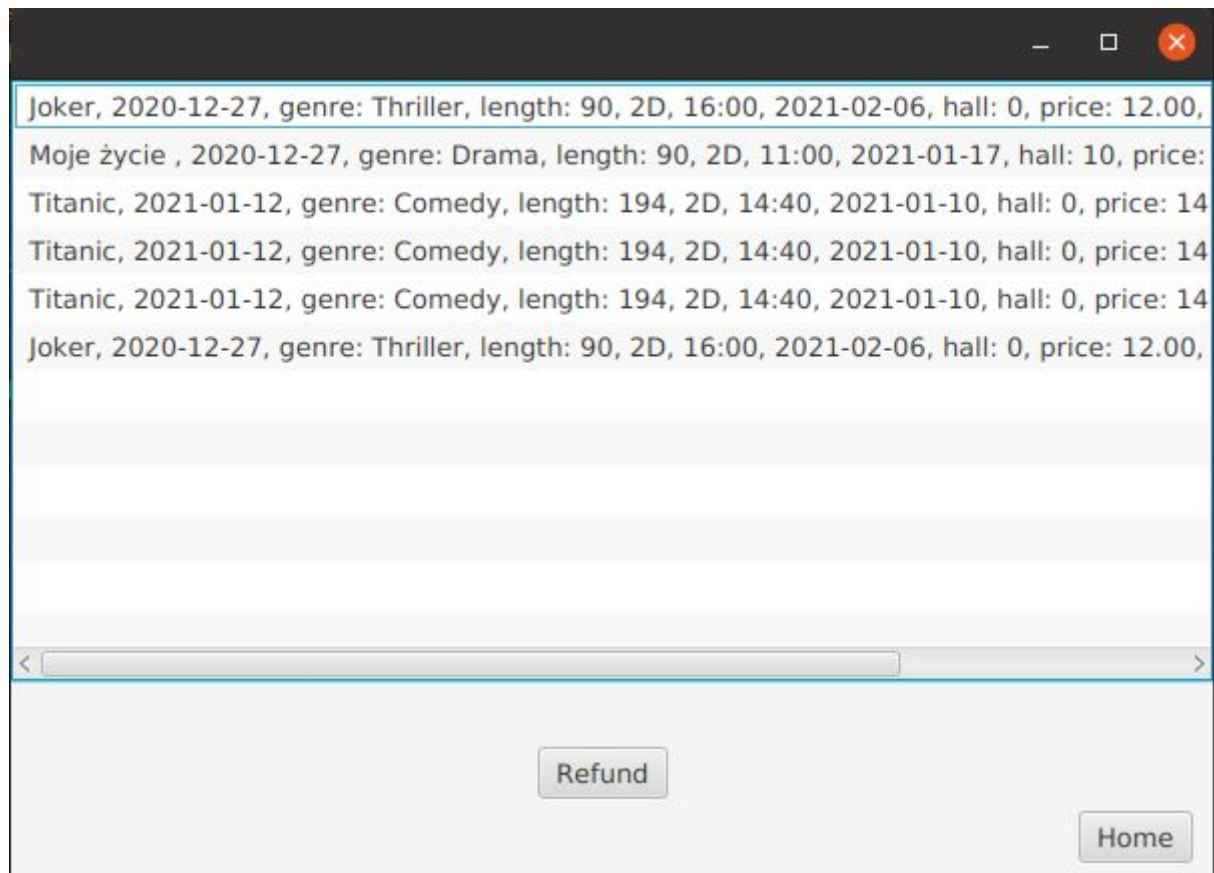 Joker, 2020-12-27, genre: Thriller, length: 90, 2D, 16:00, 2021-02-06, hall: 0, price: 12.00,
Moje życie , 2020-12-27, genre: Drama, length: 90, 2D, 11:00, 2021-01-17, hall: 10, price:
Titanic, 2021-01-12, genre: Comedy, length: 194, 2D, 14:40, 2021-01-10, hall: 0, price: 14
Titanic, 2021-01-12, genre: Comedy, length: 194, 2D, 14:40, 2021-01-10, hall: 0, price: 14
Titanic, 2021-01-12, genre: Comedy, length: 194, 2D, 14:40, 2021-01-10, hall: 0, price: 14
Joker, 2020-12-27, genre: Thriller, length: 90, 2D, 16:00, 2021-02-06, hall: 0, price: 12.00,
Refund
Home